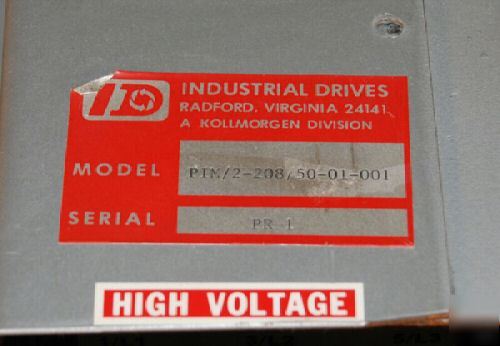 ID
INDUSTRIAL DRIVES
RADFORD, VIRGINIA 24141
A KOLLMORGEN DIVISION
MODEL PTM/2-208/50-01-001
SERIAL PR-1
HIGH VOLTAGE